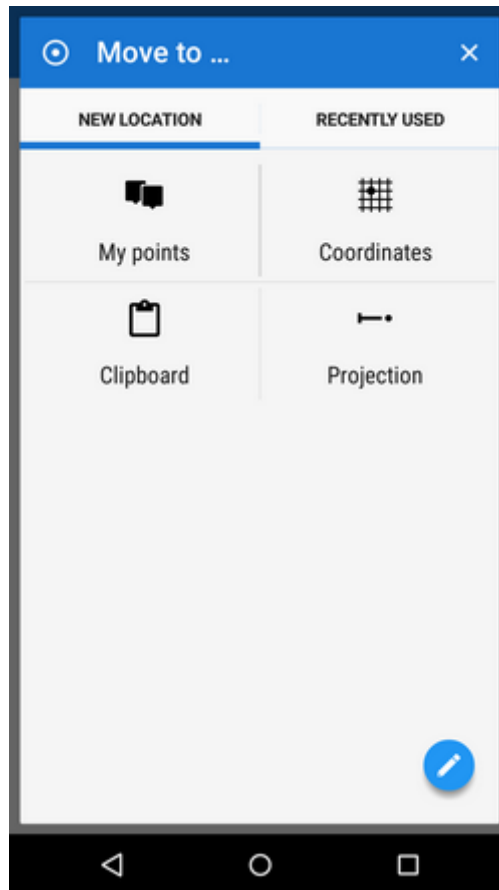 Move to ...
NEW LOCATION
RECENTLY USED
My points
Coordinates
Clipboard
Projection